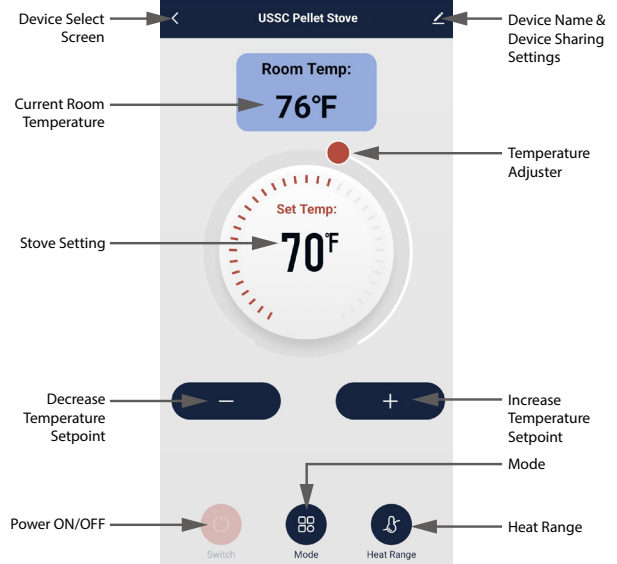 Device Select
Screen
USSC Pellet Stove
Device Name &
Device Sharing
Settings
Room Temp:
76°F
Current Room
Temperature
Temperature
Adjuster
Set Temp:
70°F
Stove Setting
Decrease
Temperature
Setpoint
−
+
Increase
Temperature
Setpoint
Mode
Power ON/OFF
Heat Range
Switch
Mode
Heat Range